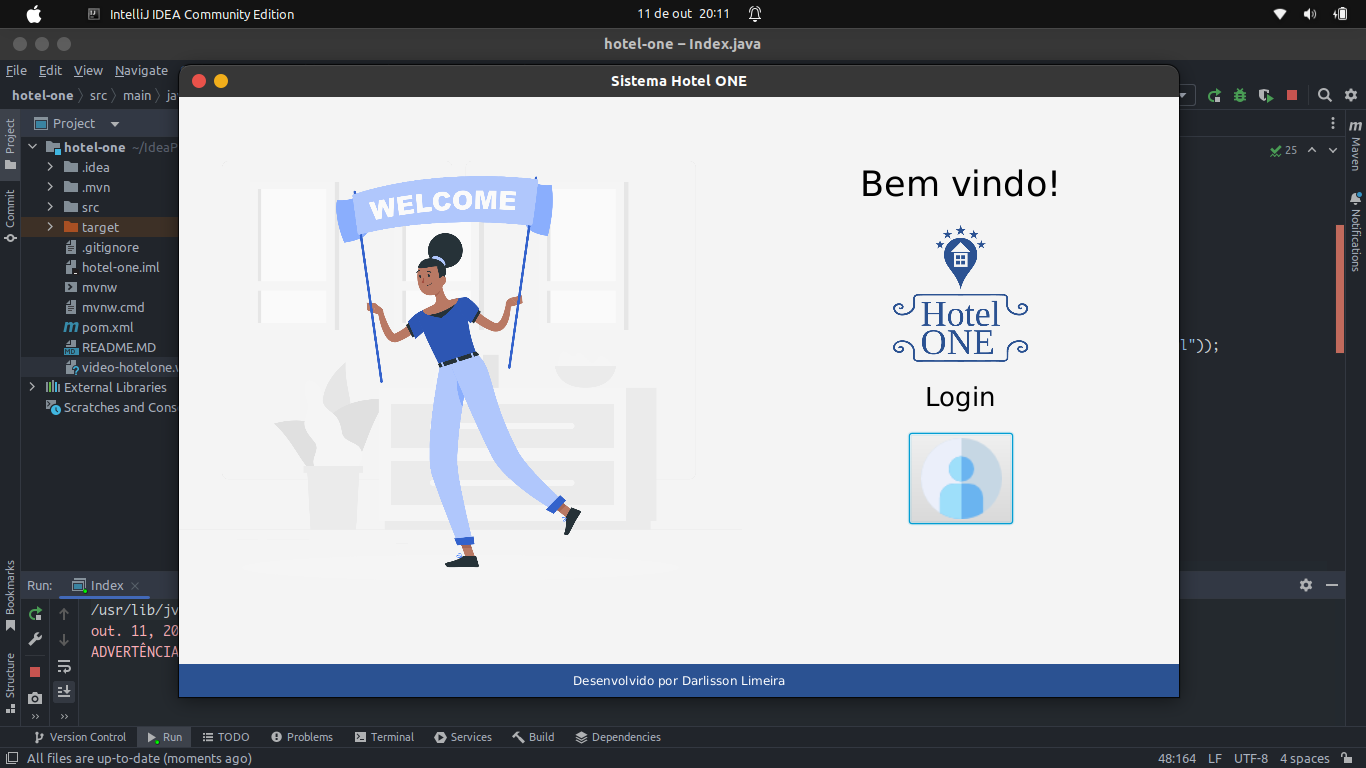 IntelliJ IDEA Community Edition
11 de out 20:11
hotel-one – Index.java
File Edit View Navigate
Sistema Hotel ONE
hotel-one src main
Project
Project
Commit
Bookmarks
Structure
hotel-one
.idea
.mvn
src
target
.gitignore
hotel-one.iml
mvnw
mvnw.cmd
pom.xml
README.MD
External Libraries
Scratches and
WELCOME
Bem vindo!
Hotel
ONE
Login
Desenvolvido por Darlisson Limeira
25
l"));
m
Maven
Notifications
Run: Index
/usr/lib/jv
out. 11, 20
ADVERTÊNCIA
Version Control Run TODO Problems Terminal Services Build Dependencies
All files are up-to-date (moments ago)
48:164 LF UTF-8 4 spaces